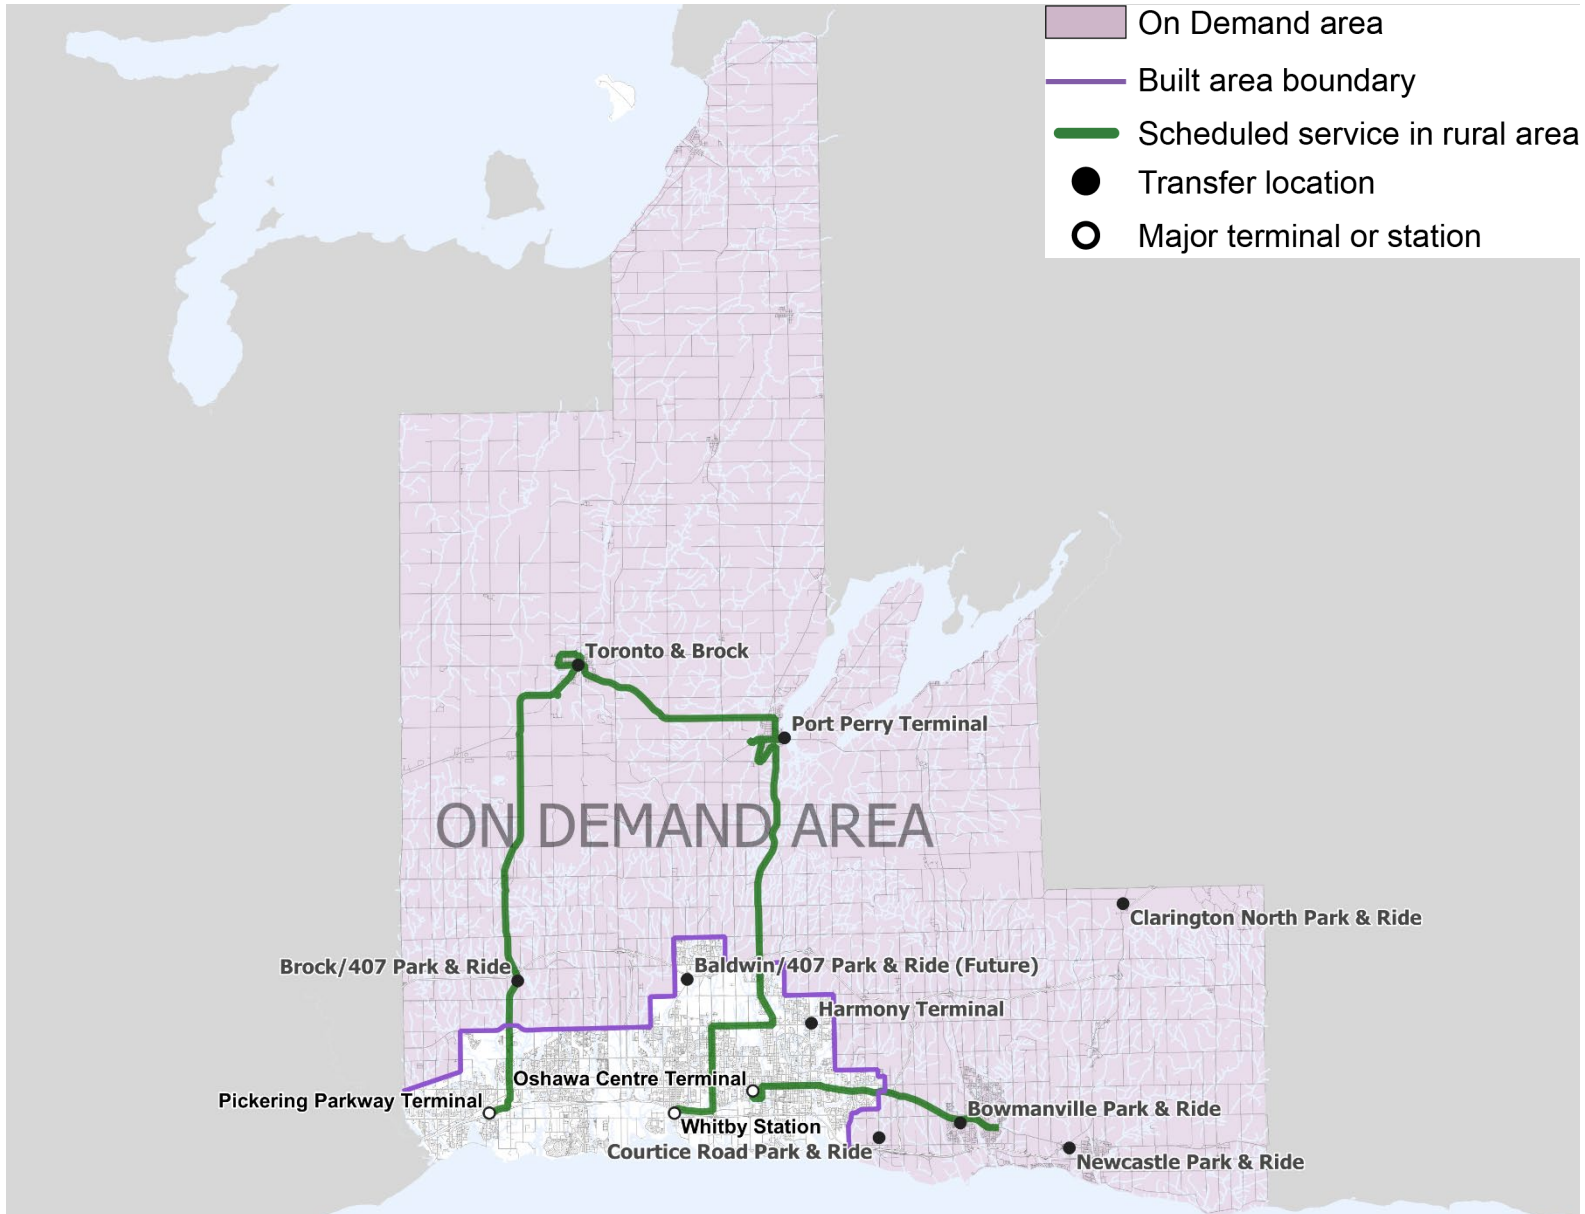 On Demand area
Built area boundary
Scheduled service in rural area
Transfer location
Major terminal or station
Toronto & Brock
Port Perry Terminal
ON DEMAND AREA
Clarington North Park & Ride
Brock/407 Park & Ride
Baldwin/407 Park & Ride (Future)
Harmony Terminal
Oshawa Centre Terminal
Pickering Parkway Terminal
Bowmanville Park & Ride
Whitby Station
Courtice Road Park & Ride
Newcastle Park & Ride